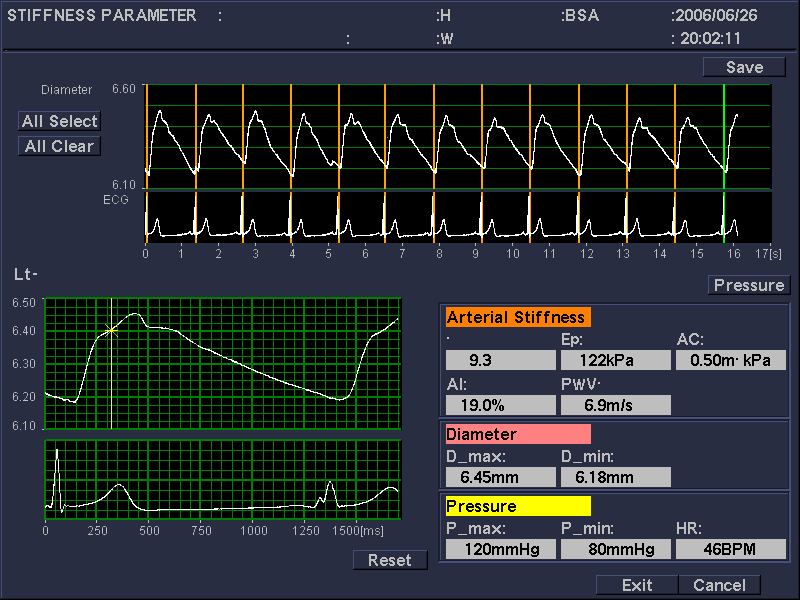 STIFFNESS PARAMETER : :H :BSA :2006/06/26
: :W : 20:02:11
Save
Diameter 6.60
All Select
All Clear
6.10
ECG
0 1 2 3 4 5 6 7 8 9 10 11 12 13 14 15 16 17[s]
Lt-
Pressure
6.50
6.40
6.30
6.20
6.10
0 250 500 750 1000 1250 1500[ms]
Reset
Arterial Stiffness
Ep: AC:
9.3 122kPa 0.50m· kPa
AI: PWV·
19.0% 6.9m/s
Diameter
D_max: D_min:
6.45mm 6.18mm
Pressure
P_max: P_min: HR:
120mmHg 80mmHg 46BPM
Exit Cancel